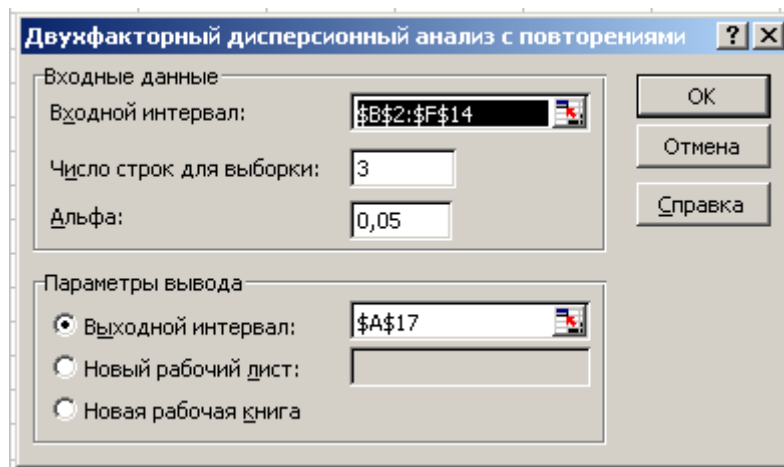 Двухфакторный дисперсионный анализ с повторениями
Входные данные
Входной интервал: $B$2:$F$14
Число строк для выборки: 3
Альфа: 0,05
ОК
Отмена
Справка
Параметры вывода
Выходной интервал: $A$17
Новый рабочий лист:
Новая рабочая книга